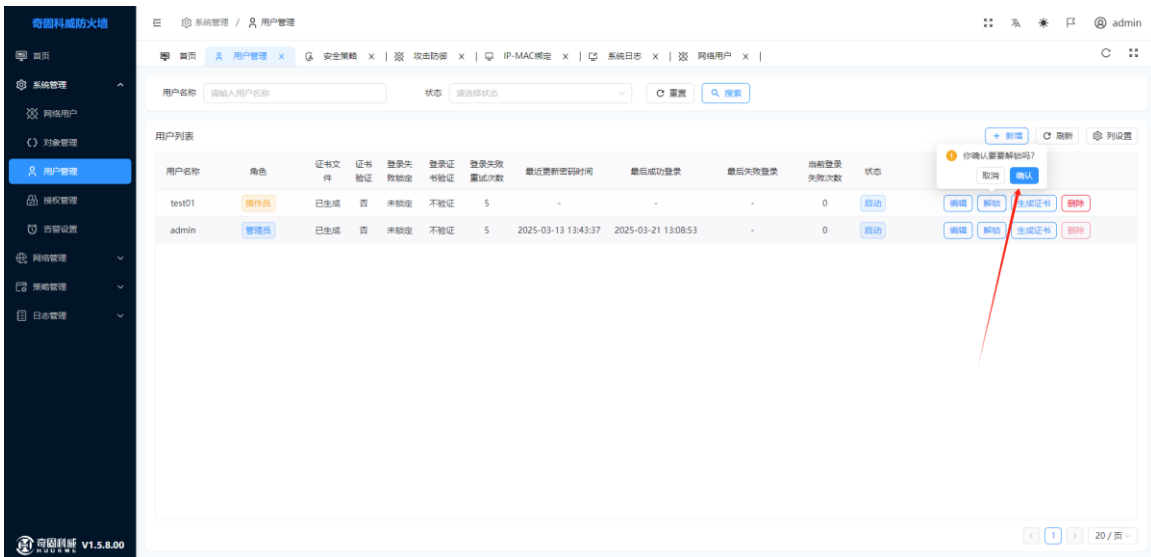 奇固科威防火墙
系统管理 / 用户管理
admin
首页
首页 用户管理 × 安全策略 × | 攻击防御 × | IP-MAC绑定 × | 系统日志 × | 网络用户 × |
系统管理
网络用户
对象管理
用户管理
授权管理
告警设置
网络管理
策略管理
日志管理
用户名称 请输入用户名称 状态 请选择状态 重置 搜索
用户列表
+ 新增 刷新 列设置
你确认要要解锁吗?
取消 确认
用户名称 角色 证书文件 证书验证 登录失败锁定 登录证书验证 登录失败重试次数 最近更新密码时间 最后成功登录 最后失败登录 当前登录失败次数 状态
test01 操作员 已生成 否 未锁定 不验证 5 - - - 0 启动 编辑 解锁 生成证书 删除
admin 管理员 已生成 否 未锁定 不验证 5 2025-03-13 13:43:37 2025-03-21 13:08:53 - 0 启动 编辑 解锁 生成证书 删除
< 1 > 20 / 页
奇固科威 V1.5.8.00